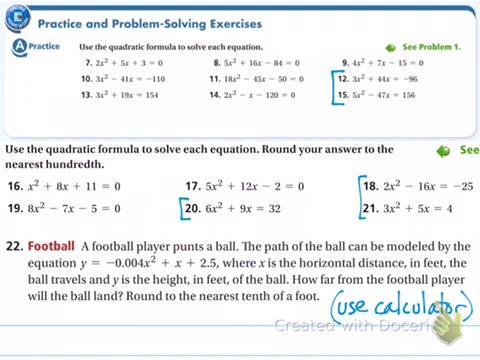 E
Practice and Problem-Solving Exercises
A Practice Use the quadratic formula to solve each equation. See Problem 1.
7. 2x² + 5x + 3 = 0 8. 5x² + 16x − 84 = 0 9. 4x² + 7x − 15 = 0
10. 3x² − 41x = −110 11. 18x² − 45x − 50 = 0 12. 3x² + 44x = −96
13. 3x² + 19x = 154 14. 2x² − x − 120 = 0 15. 5x² − 47x = 156
Use the quadratic formula to solve each equation. Round your answer to the See
nearest hundredth.
16. x² + 8x + 11 = 0 17. 5x² + 12x − 2 = 0 18. 2x² − 16x = −25
19. 8x² − 7x − 5 = 0 20. 6x² + 9x = 32 21. 3x² + 5x = 4
22. Football A football player punts a ball. The path of the ball can be modeled by the
equation y = −0.004x² + x + 2.5, where x is the horizontal distance, in feet, the
ball travels and y is the height, in feet, of the ball. How far from the football player
will the ball land? Round to the nearest tenth of a foot.
(use calculator)
Created with Doceri